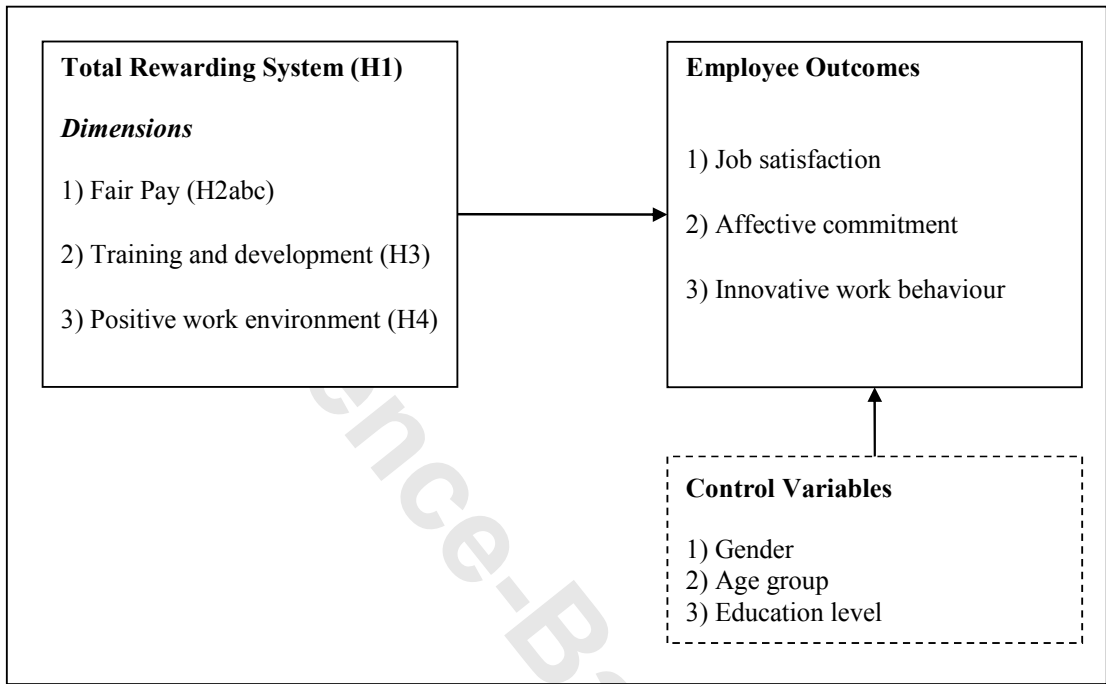 Total Rewarding System (H1)
Dimensions
1) Fair Pay (H2abc)
2) Training and development (H3)
3) Positive work environment (H4)
Employee Outcomes
1) Job satisfaction
2) Affective commitment
3) Innovative work behaviour
Control Variables
1) Gender
2) Age group
3) Education level